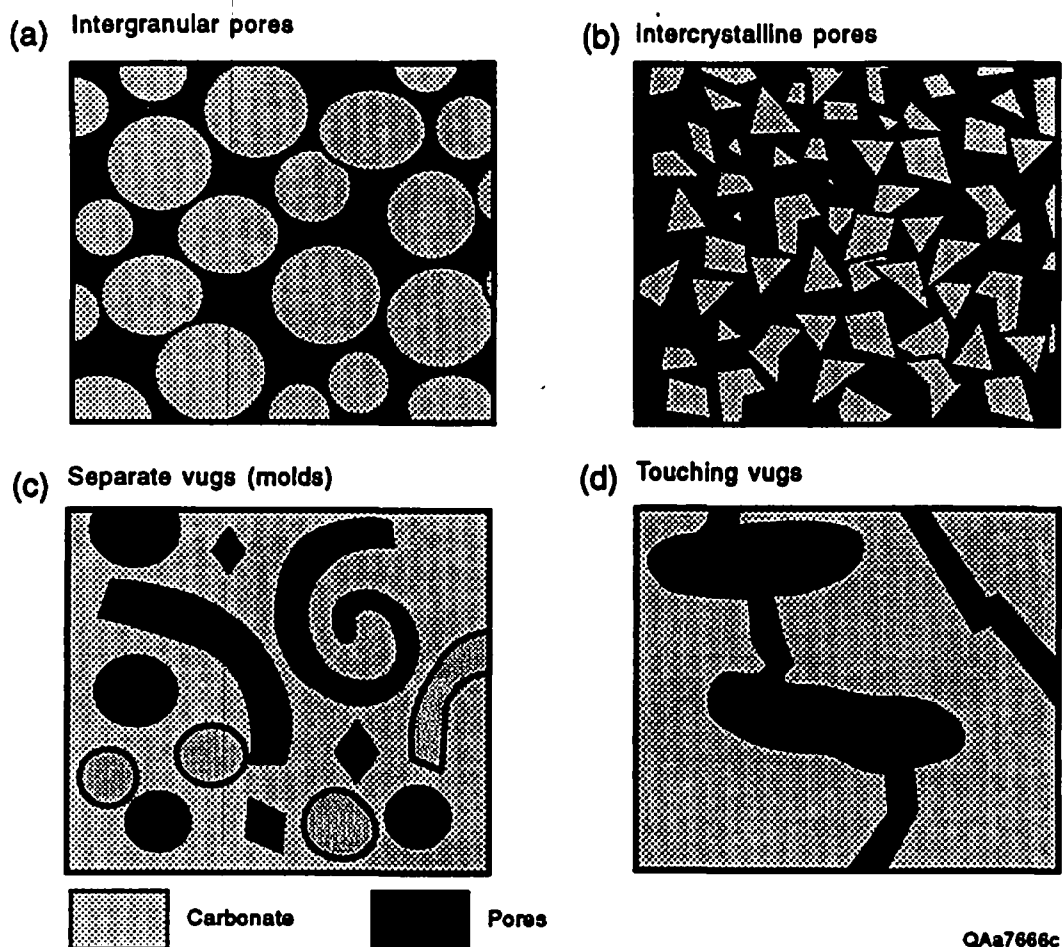 (a) Intergranular pores
(b) Intercrystalline pores
(c) Separate vugs (molds)
(d) Touching vugs
Carbonate
Pores
QAa7666c